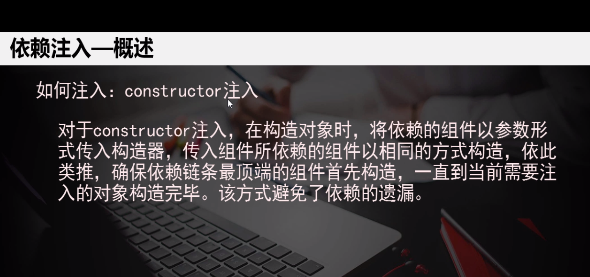 依赖注入—概述
如何注入：constructor注入
对于constructor注入，在构造对象时，将依赖的组件以参数形
式传入构造器，传入组件所依赖的组件以相同的方式构造，依此
类推，确保依赖链条最顶端的组件首先构造，一直到当前需要注
入的对象构造完毕。该方式避免了依赖的遗漏。